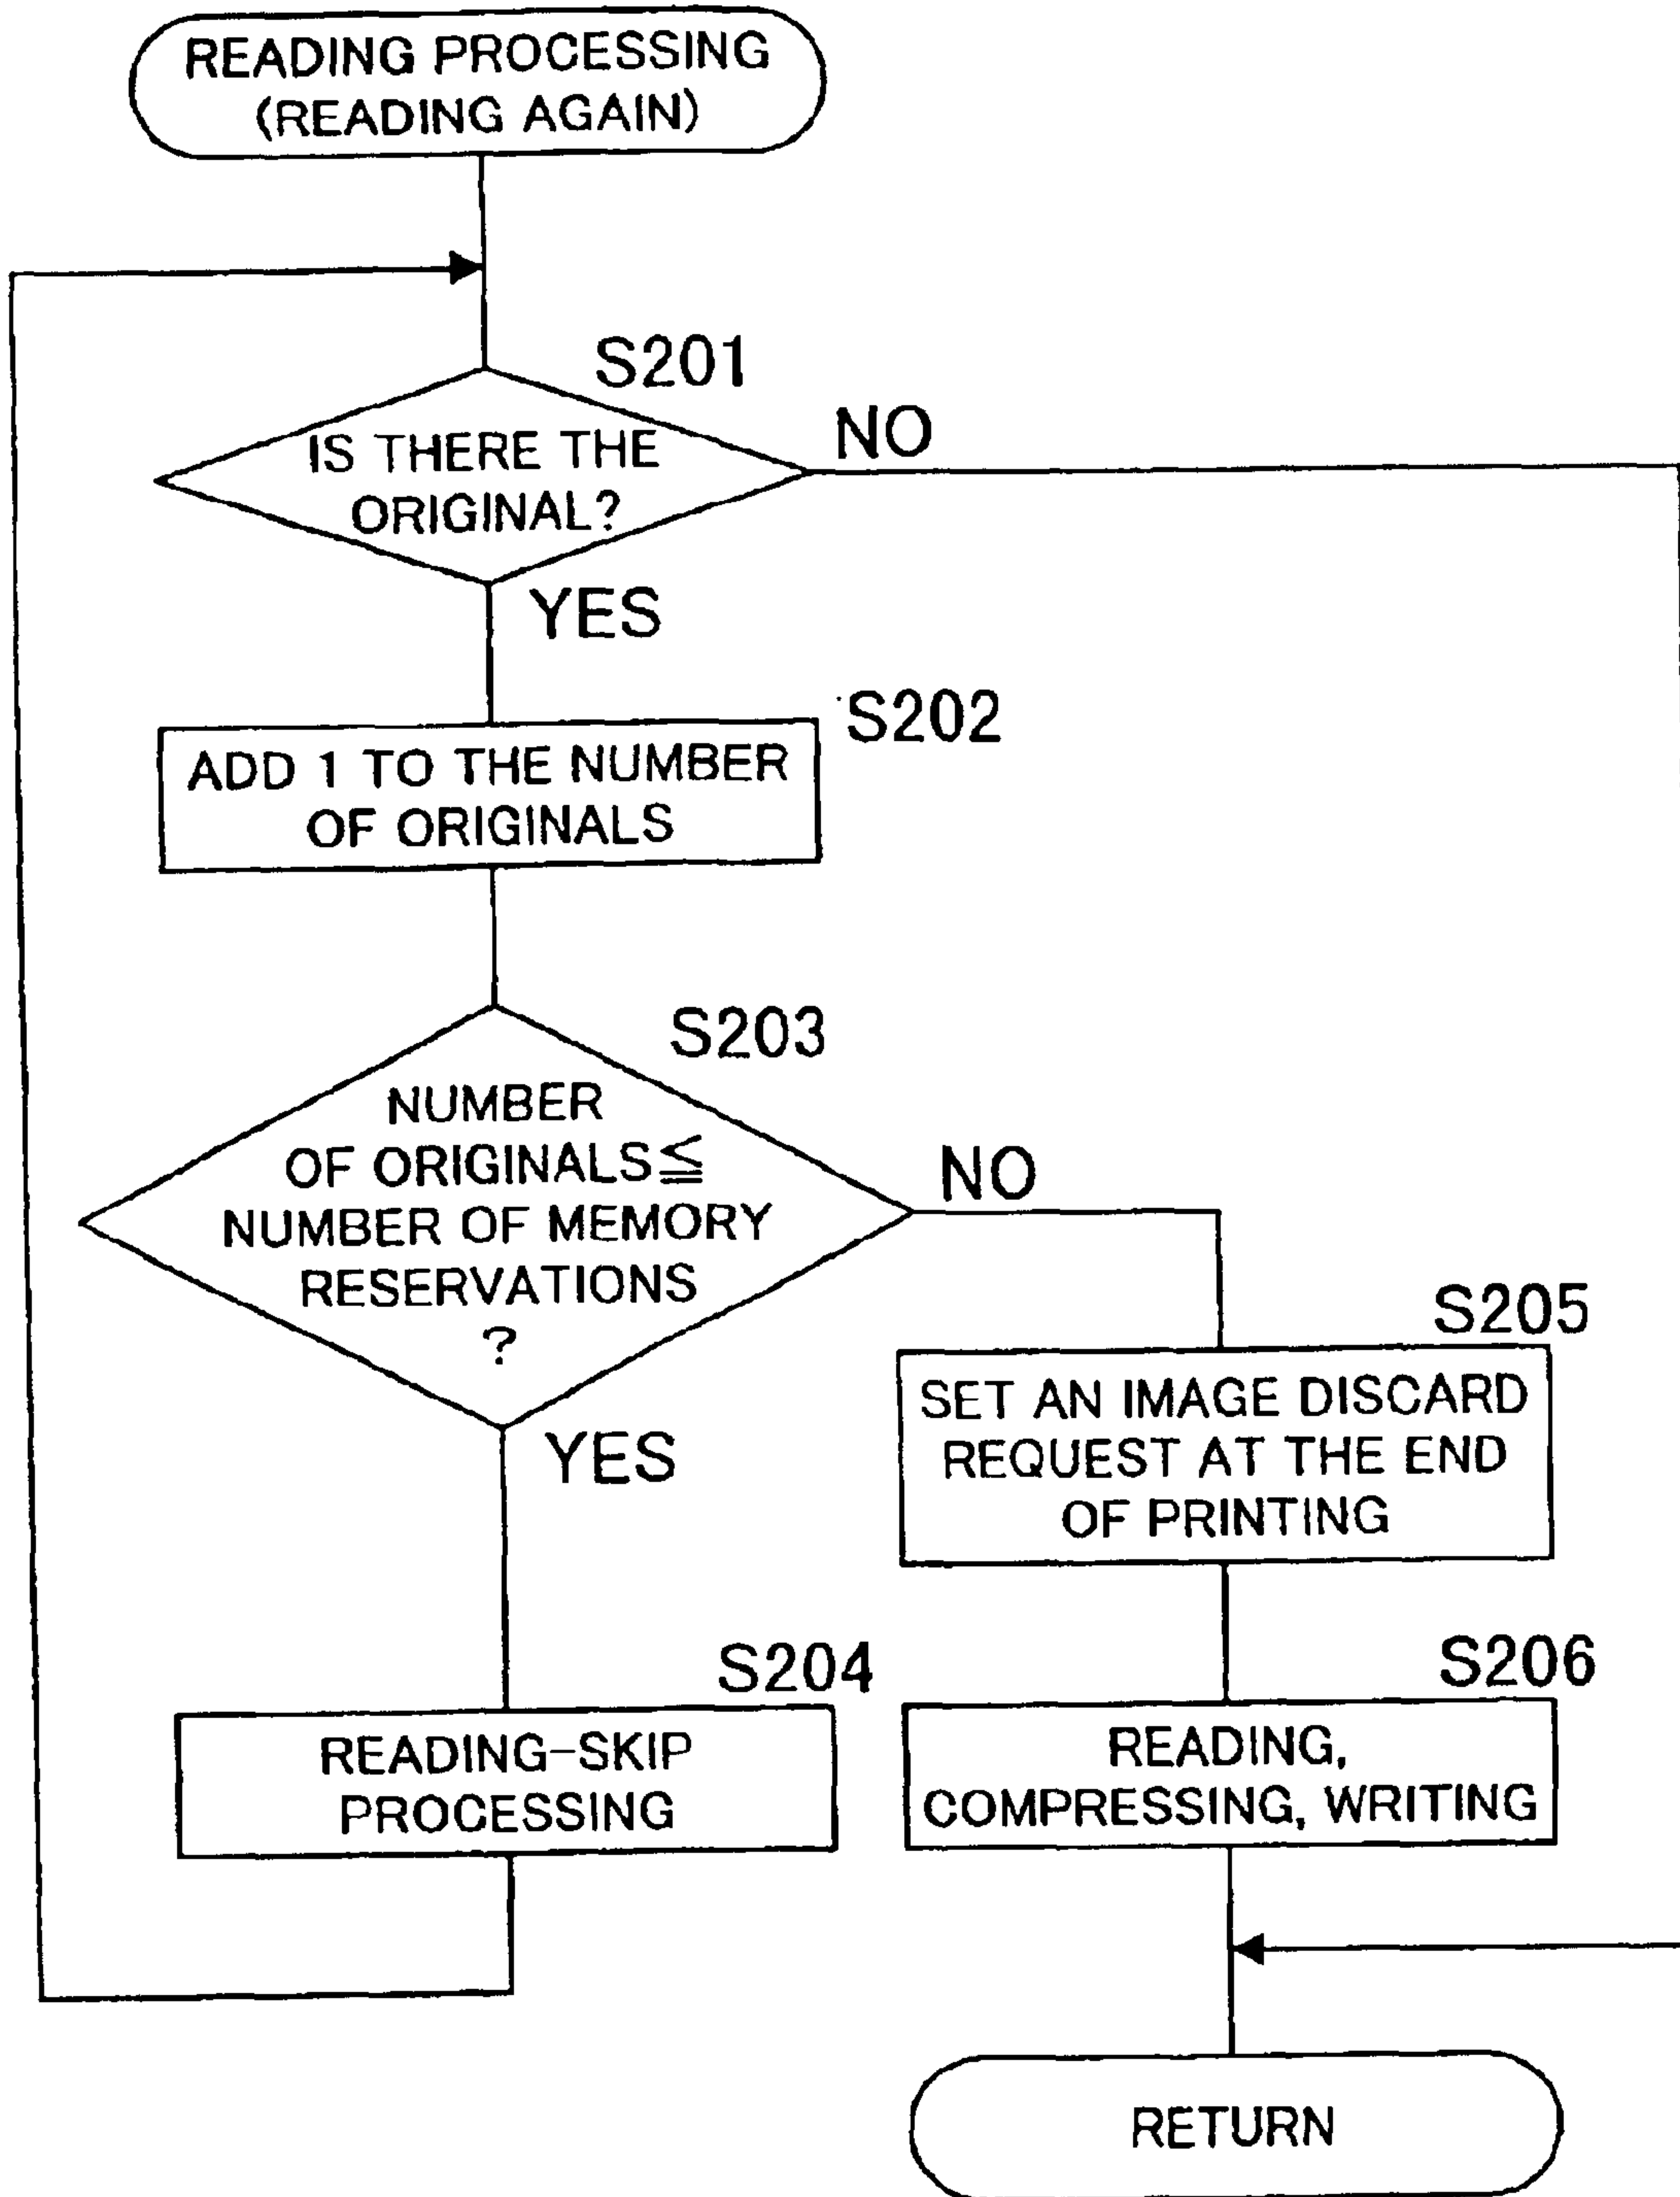 READING PROCESSING
(READING AGAIN)
S201
IS THERE THE
ORIGINAL?
NO
YES
S202
ADD 1 TO THE NUMBER
OF ORIGINALS
S203
NUMBER
OF ORIGINALS≦
NUMBER OF MEMORY
RESERVATIONS
?
NO
YES
S205
SET AN IMAGE DISCARD
REQUEST AT THE END
OF PRINTING
S204
READING-SKIP
PROCESSING
S206
READING,
COMPRESSING, WRITING
RETURN